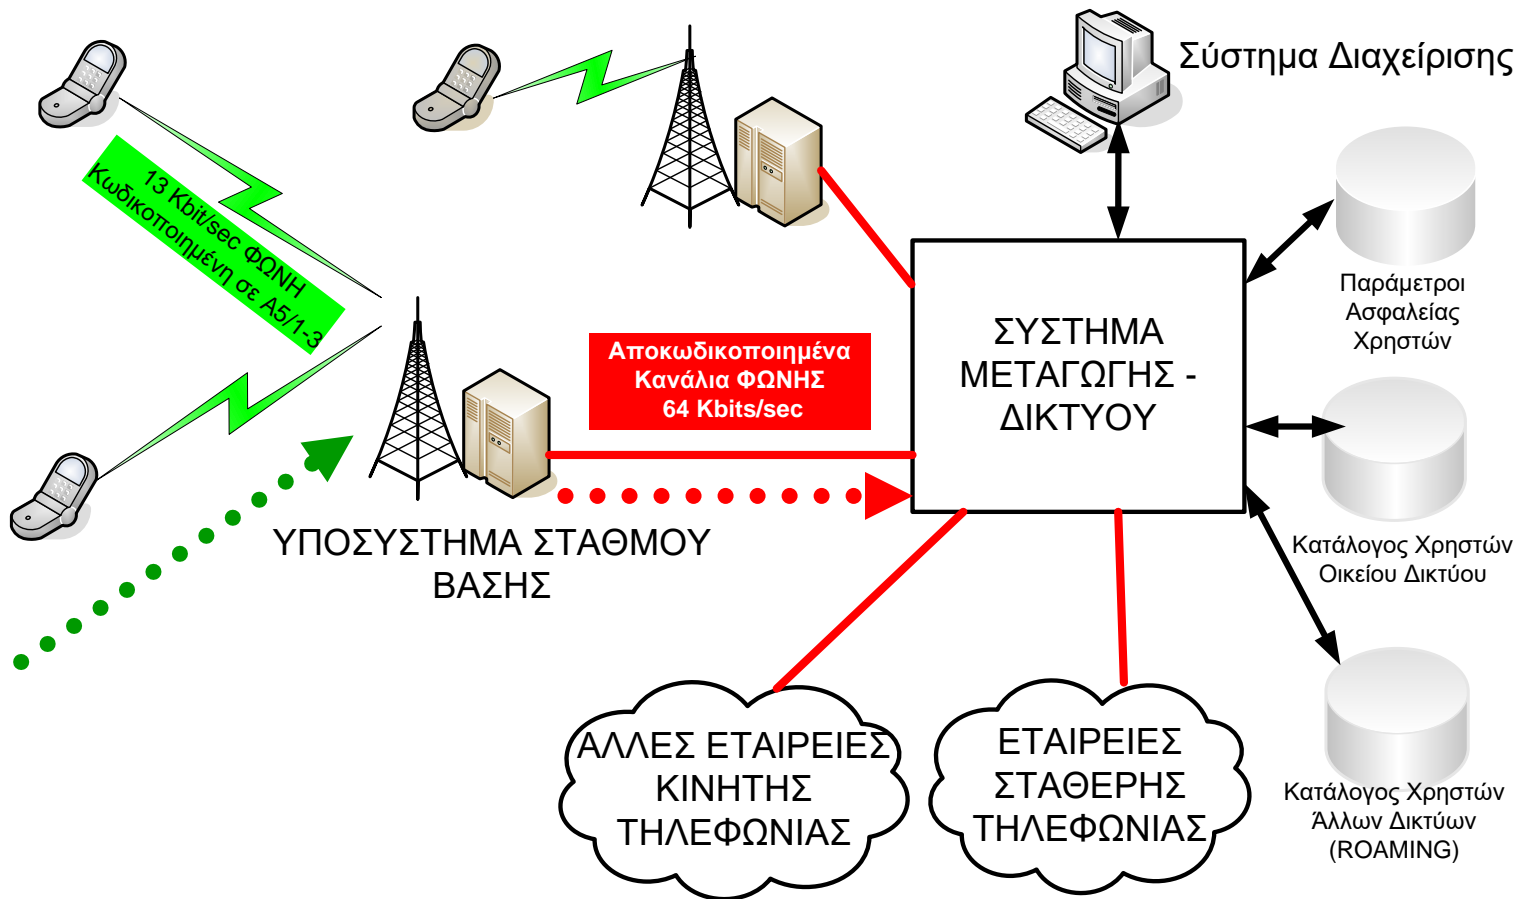 Σύστημα Διαχείρισης
13 Kbit/sec ΦΩΝΗ
Κωδικοποιημένη σε A5/1-3
Παράμετροι
Ασφαλείας
Χρηστών
ΣΥΣΤΗΜΑ
ΜΕΤΑΓΩΓΗΣ -
ΔΙΚΤΥΟΥ
Αποκωδικοποιημένα
Κανάλια ΦΩΝΗΣ
64 Kbits/sec
ΥΠΟΣΥΣΤΗΜΑ ΣΤΑΘΜΟΥ
ΒΑΣΗΣ
Κατάλογος Χρηστών
Οικείου Δικτύου
ΑΛΛΕΣ ΕΤΑΙΡΕΙΕΣ
ΚΙΝΗΤΗΣ
ΤΗΛΕΦΩΝΙΑΣ
ΕΤΑΙΡΕΙΕΣ
ΣΤΑΘΕΡΗΣ
ΤΗΛΕΦΩΝΙΑΣ
Κατάλογος Χρηστών
Άλλων Δικτύων
(ROAMING)